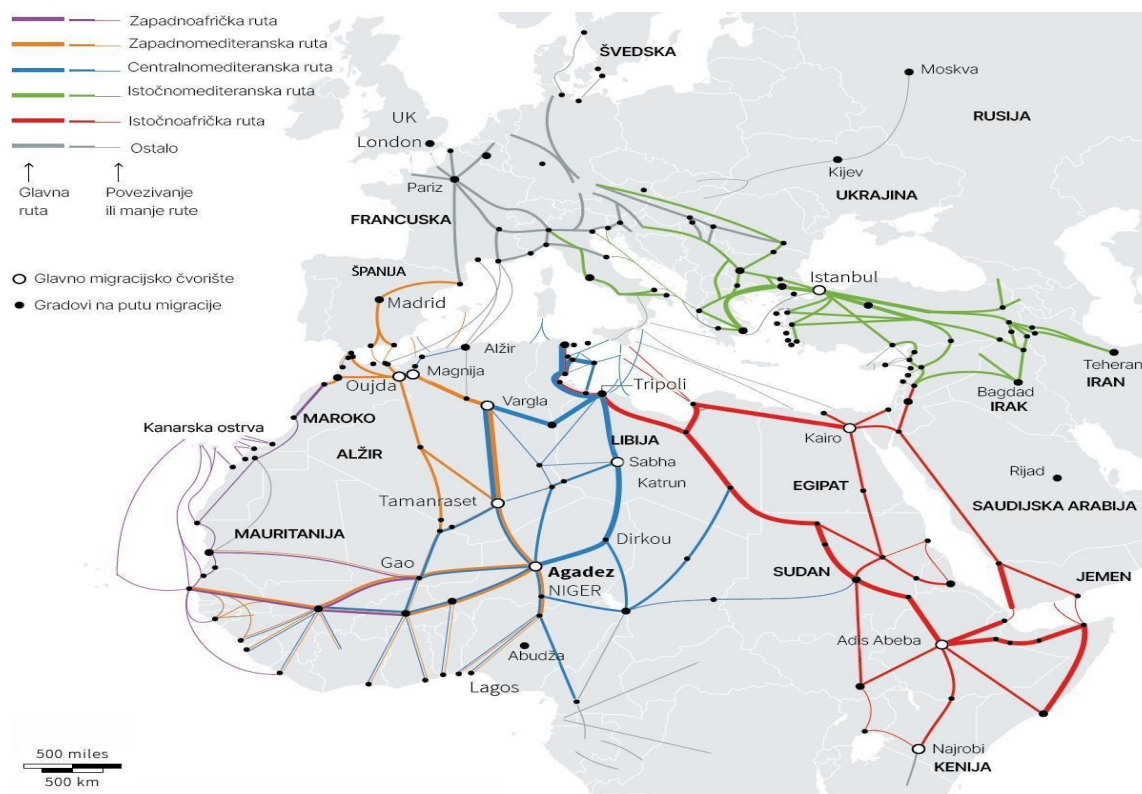 Zapadnoafrička ruta
Zapadnomediteranska ruta
Centralnomediteranska ruta
Istočnomediteranska ruta
Istočnoafrička ruta
Ostalo
Glavna
ruta
Povezivanje
ili manje rute
Glavno migracijsko čvorište
Gradovi na putu migracije
ŠVEDSKA
Moskva
RUSIJA
UK
London
Kijev
UKRAJINA
Pariz
FRANCUSKA
ŠPANIJA
Madrid
Istanbul
Teheran
IRAN
Bagdad
IRAK
Alžir
Oujda
Magnija
Vargla
Tripoli
MAROKO
Kanarska ostrva
ALŽIR
LIBIJA
Sabha
Katrun
Kairo
EGIPAT
Rijad
SAUDIJSKA ARABIJA
Tamanraset
MAURITANIJA
Dirkou
Gao
Agadez
NIGER
SUDAN
JEMEN
Adis Abeba
Abudža
Lagos
Najrobi
KENIJA
500 miles
500 km